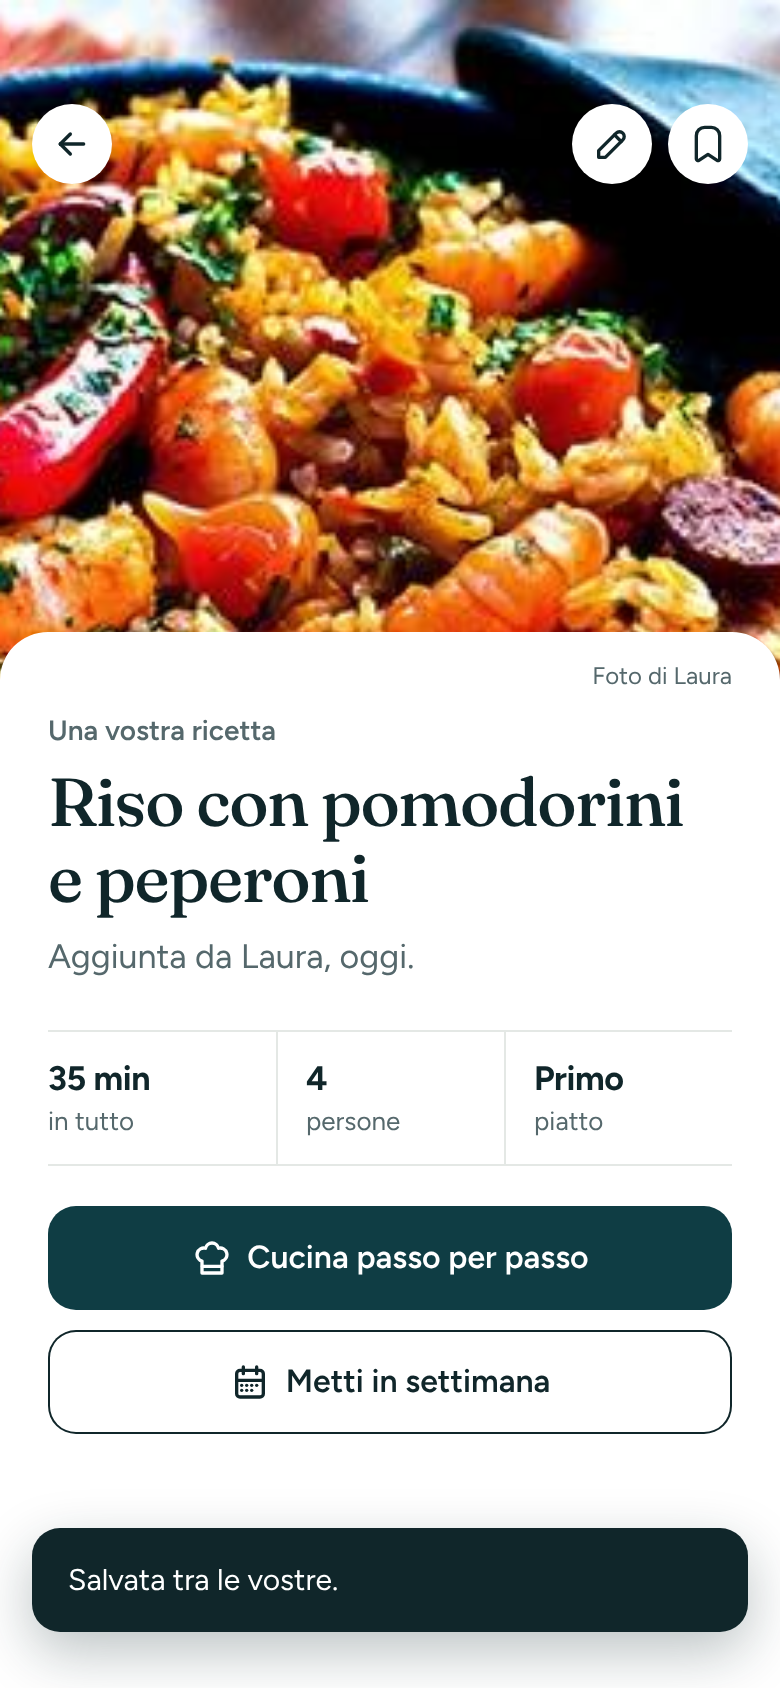 Foto di Laura
Una vostra ricetta
Riso con pomodorini
e peperoni
Aggiunta da Laura, oggi.
35 min
in tutto
4
persone
Primo
piatto
Cucina passo per passo
Metti in settimana
Salvata tra le vostre.